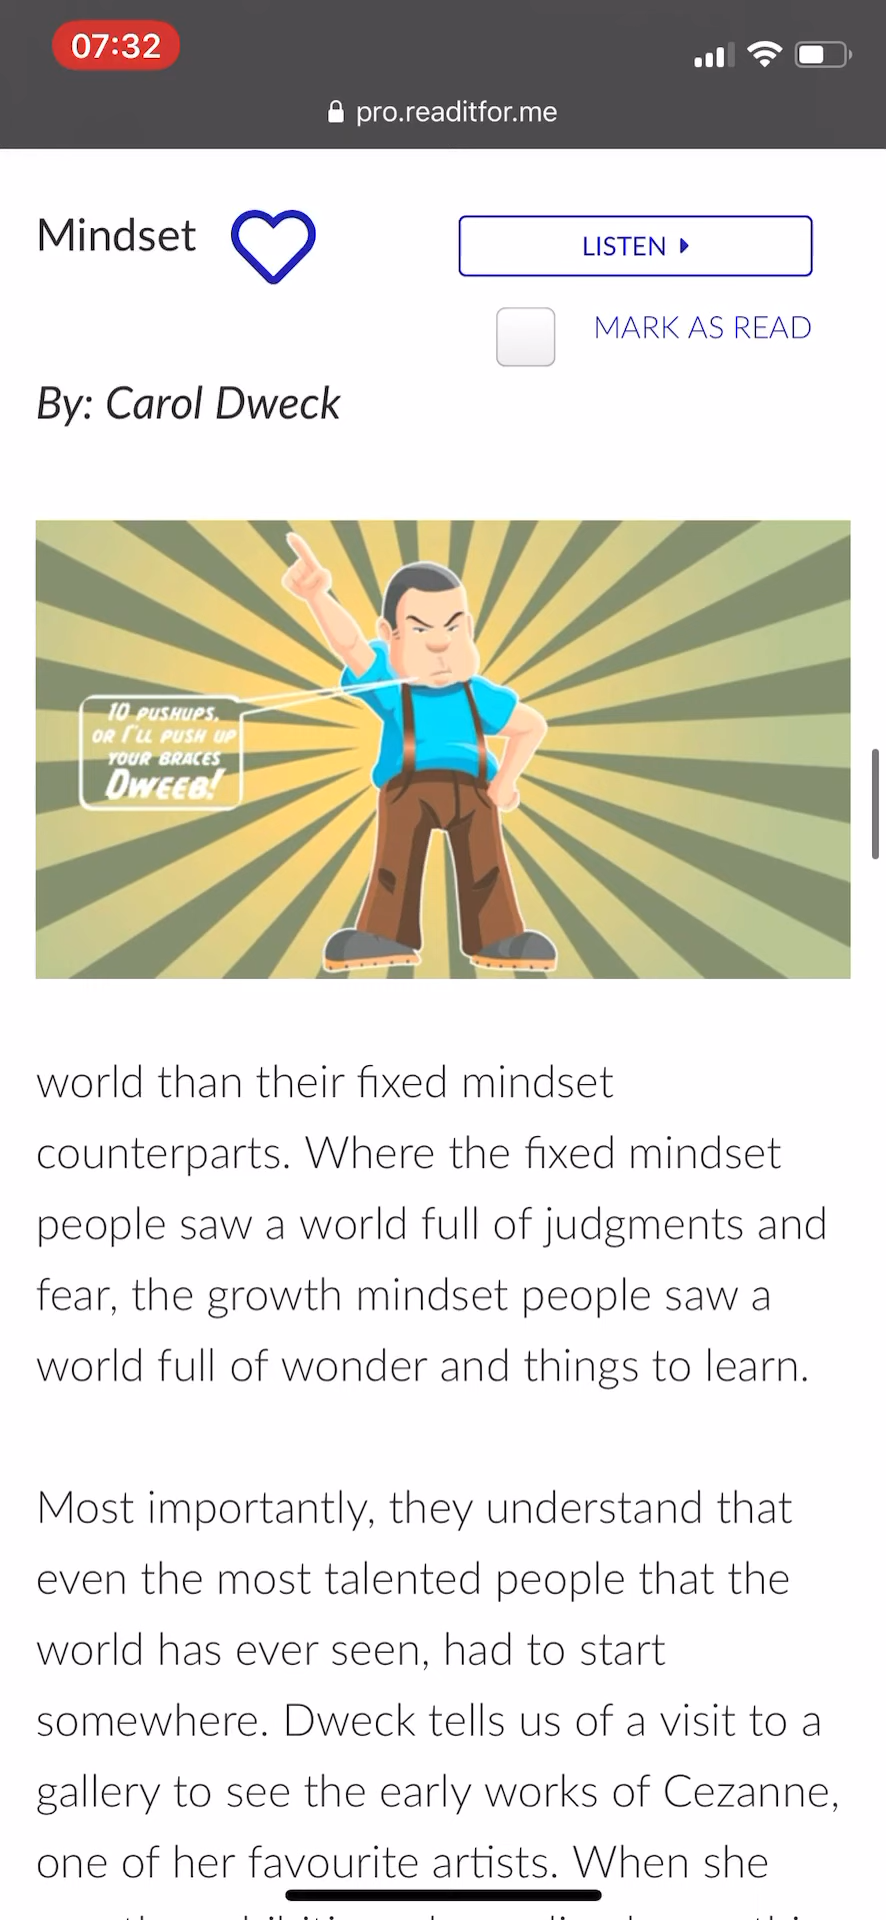 07:32
pro.readitfor.me
Mindset
LISTEN
MARK AS READ
By: Carol Dweck
10 PUSHUPS,
OR I'LL PUSH UP
YOUR BRACES
DWEEB!
world than their fixed mindset
counterparts. Where the fixed mindset
people saw a world full of judgments and
fear, the growth mindset people saw a
world full of wonder and things to learn.
Most importantly, they understand that
even the most talented people that the
world has ever seen, had to start
somewhere. Dweck tells us of a visit to a
gallery to see the early works of Cezanne,
one of her favourite artists. When she